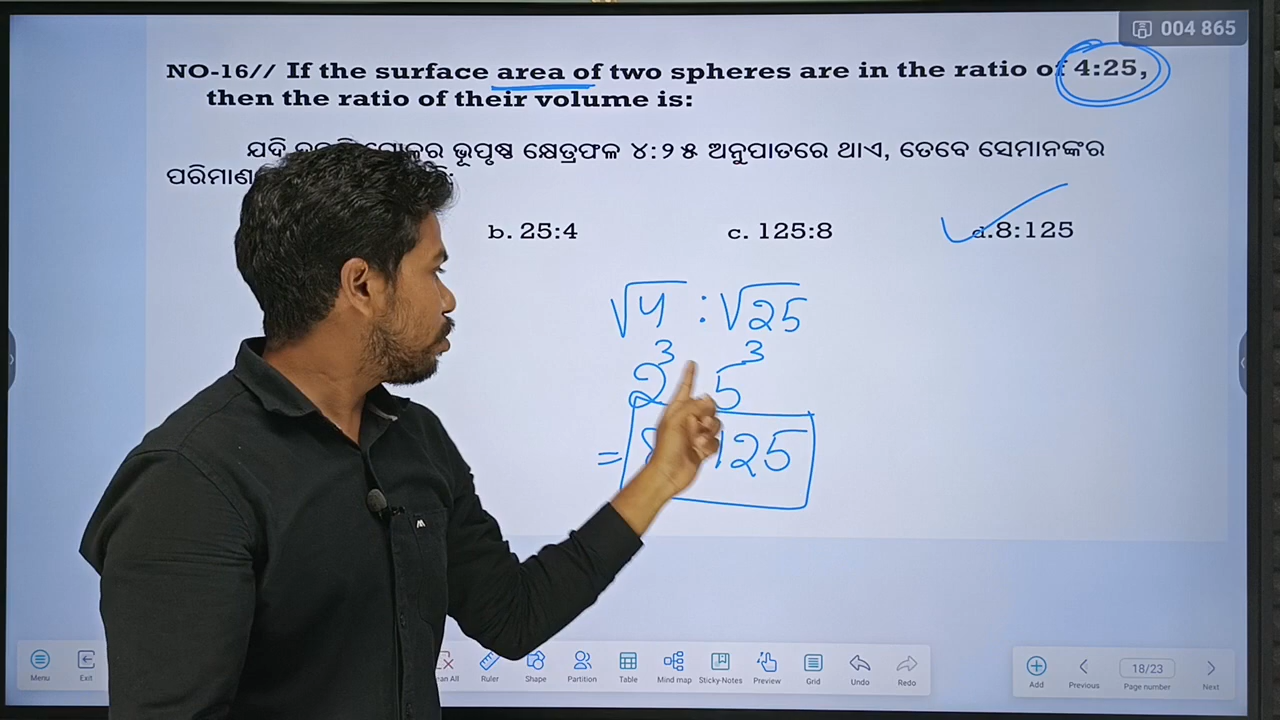 004 865
NO-16// If the surface area of two spheres are in the ratio of 4:25,
then the ratio of their volume is:
ଯଦି ଭୂପୃଷ୍ଠ କ୍ଷେତ୍ରଫଳ ୪:୨୫ ଅନୁପାତରେ ଥାଏ, ତେବେ ସେମାନଙ୍କର
b. 25:4 c. 125:8 d.8:125
√4 : √25
2³ 5³
= 8 125
Menu Exit Ruler Shape Partition Table Mind map Sticky-Notes Preview Grid Undo Redo Add Previous 18/23 Page number Next